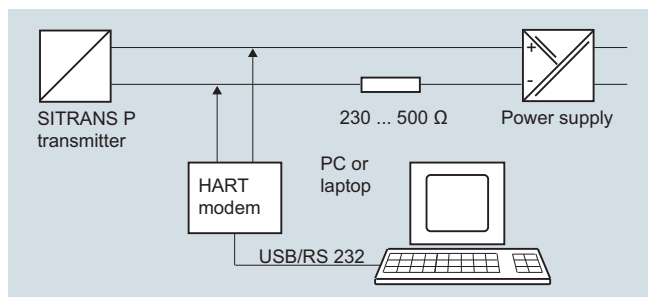 +
-
SITRANS P
transmitter
230 ... 500 Ω
Power supply
HART
modem
PC or
laptop
USB/RS 232